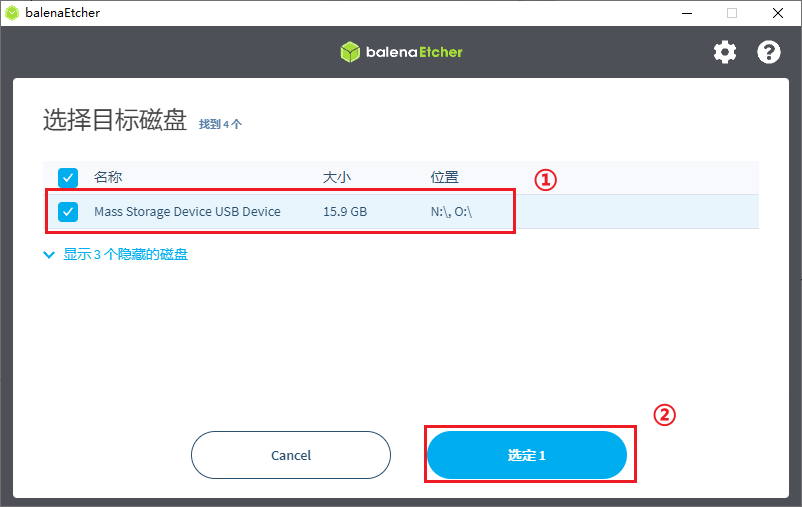 balenaEtcher
balenaEtcher
选择目标磁盘 找到 4 个
名称 大小 位置
①
Mass Storage Device USB Device 15.9 GB N:\, O:\
显示 3 个隐藏的磁盘
②
Cancel 选定 1